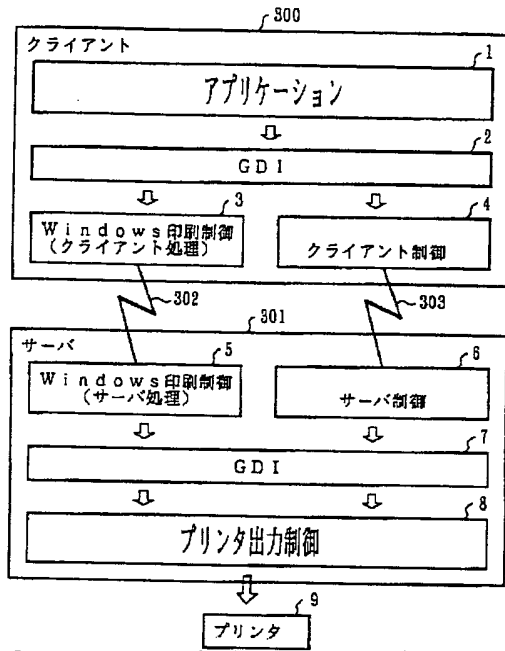 300
クライアント
1
アプリケーション
2
GDI
3
4
Windows印刷制御
(クライアント処理)
クライアント制御
302
303
301
サーバ
5
6
Windows印刷制御
(サーバ処理)
サーバ制御
7
GDI
8
プリンタ出力制御
9
プリンタ